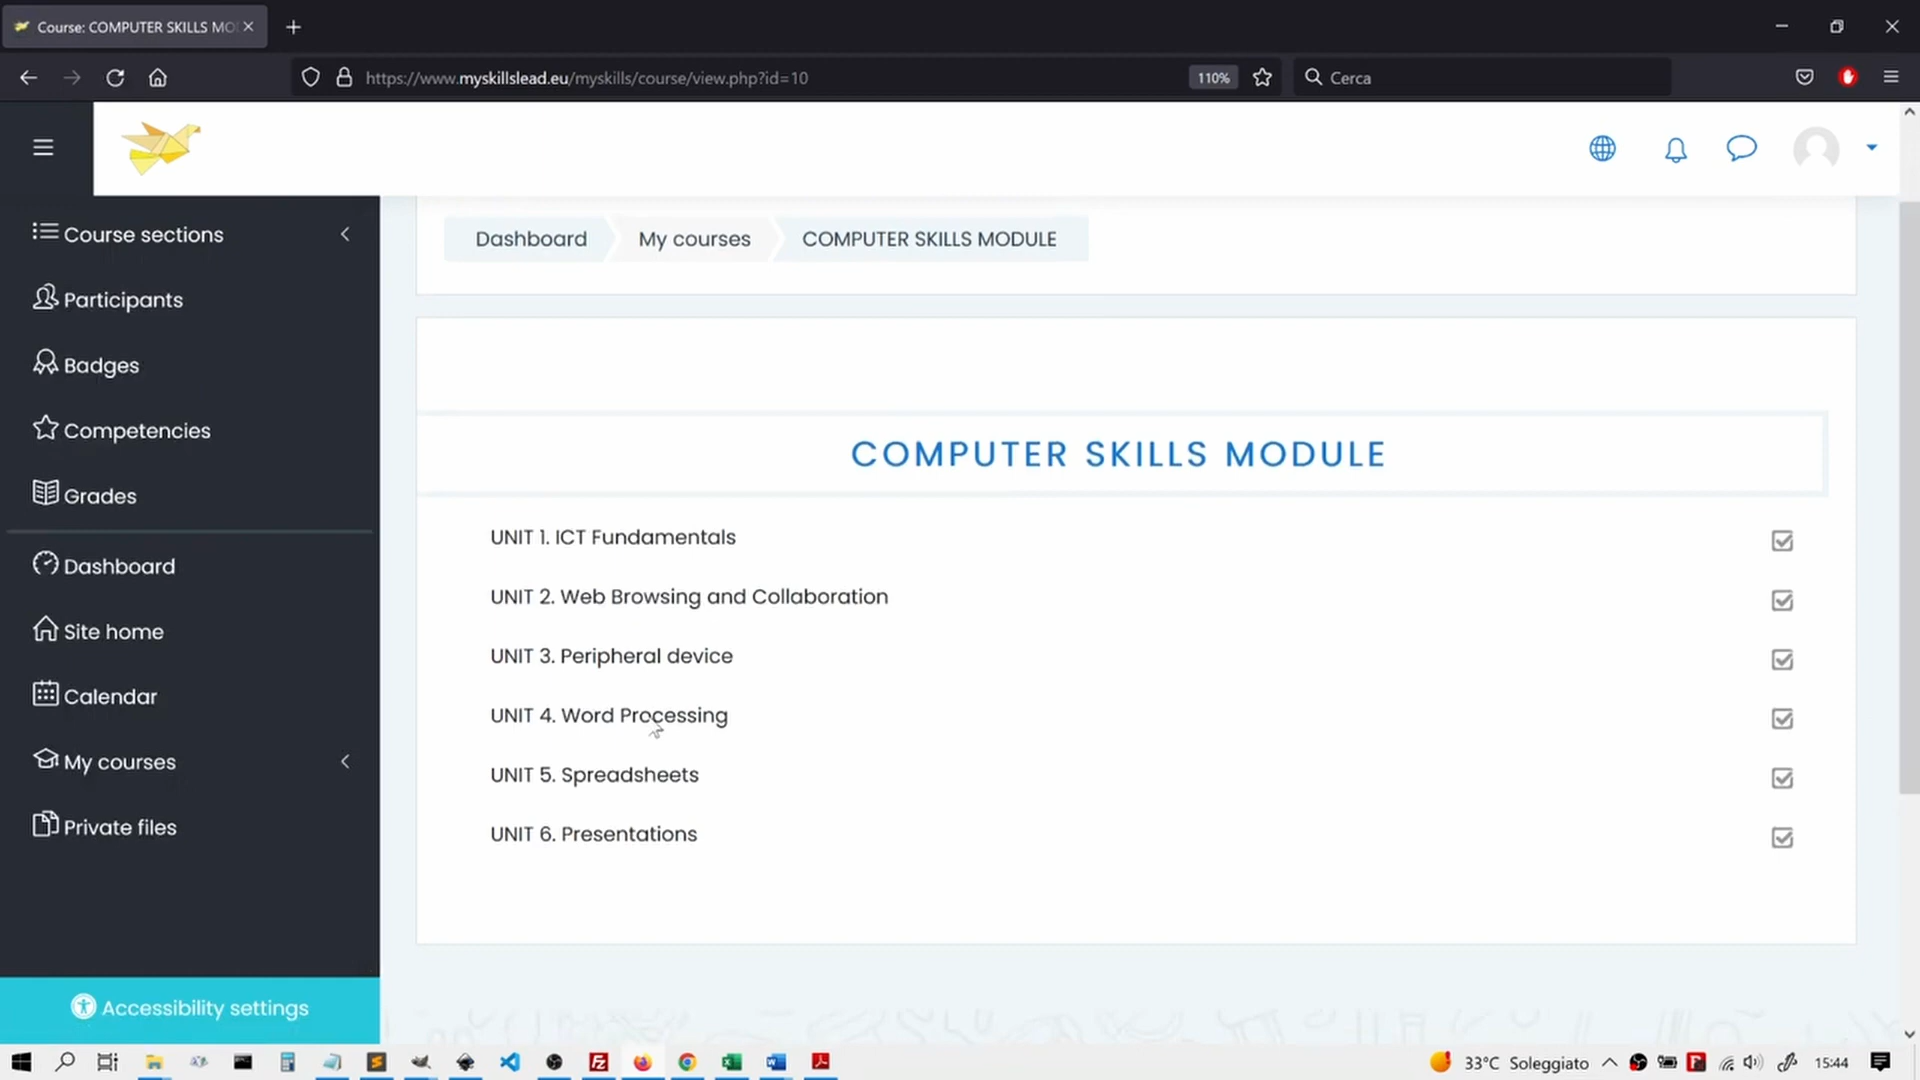 Course: COMPUTER SKILLS MO
https://www.myskillslead.eu/myskills/course/view.php?id=10
110%
Cerca
Course sections
Participants
Badges
Competencies
Grades
Dashboard
Site home
Calendar
My courses
Private files
Accessibility settings
Dashboard
My courses
COMPUTER SKILLS MODULE
COMPUTER SKILLS MODULE
UNIT 1. ICT Fundamentals
UNIT 2. Web Browsing and Collaboration
UNIT 3. Peripheral device
UNIT 4. Word Processing
UNIT 5. Spreadsheets
UNIT 6. Presentations
33°C Soleggiato
15:44